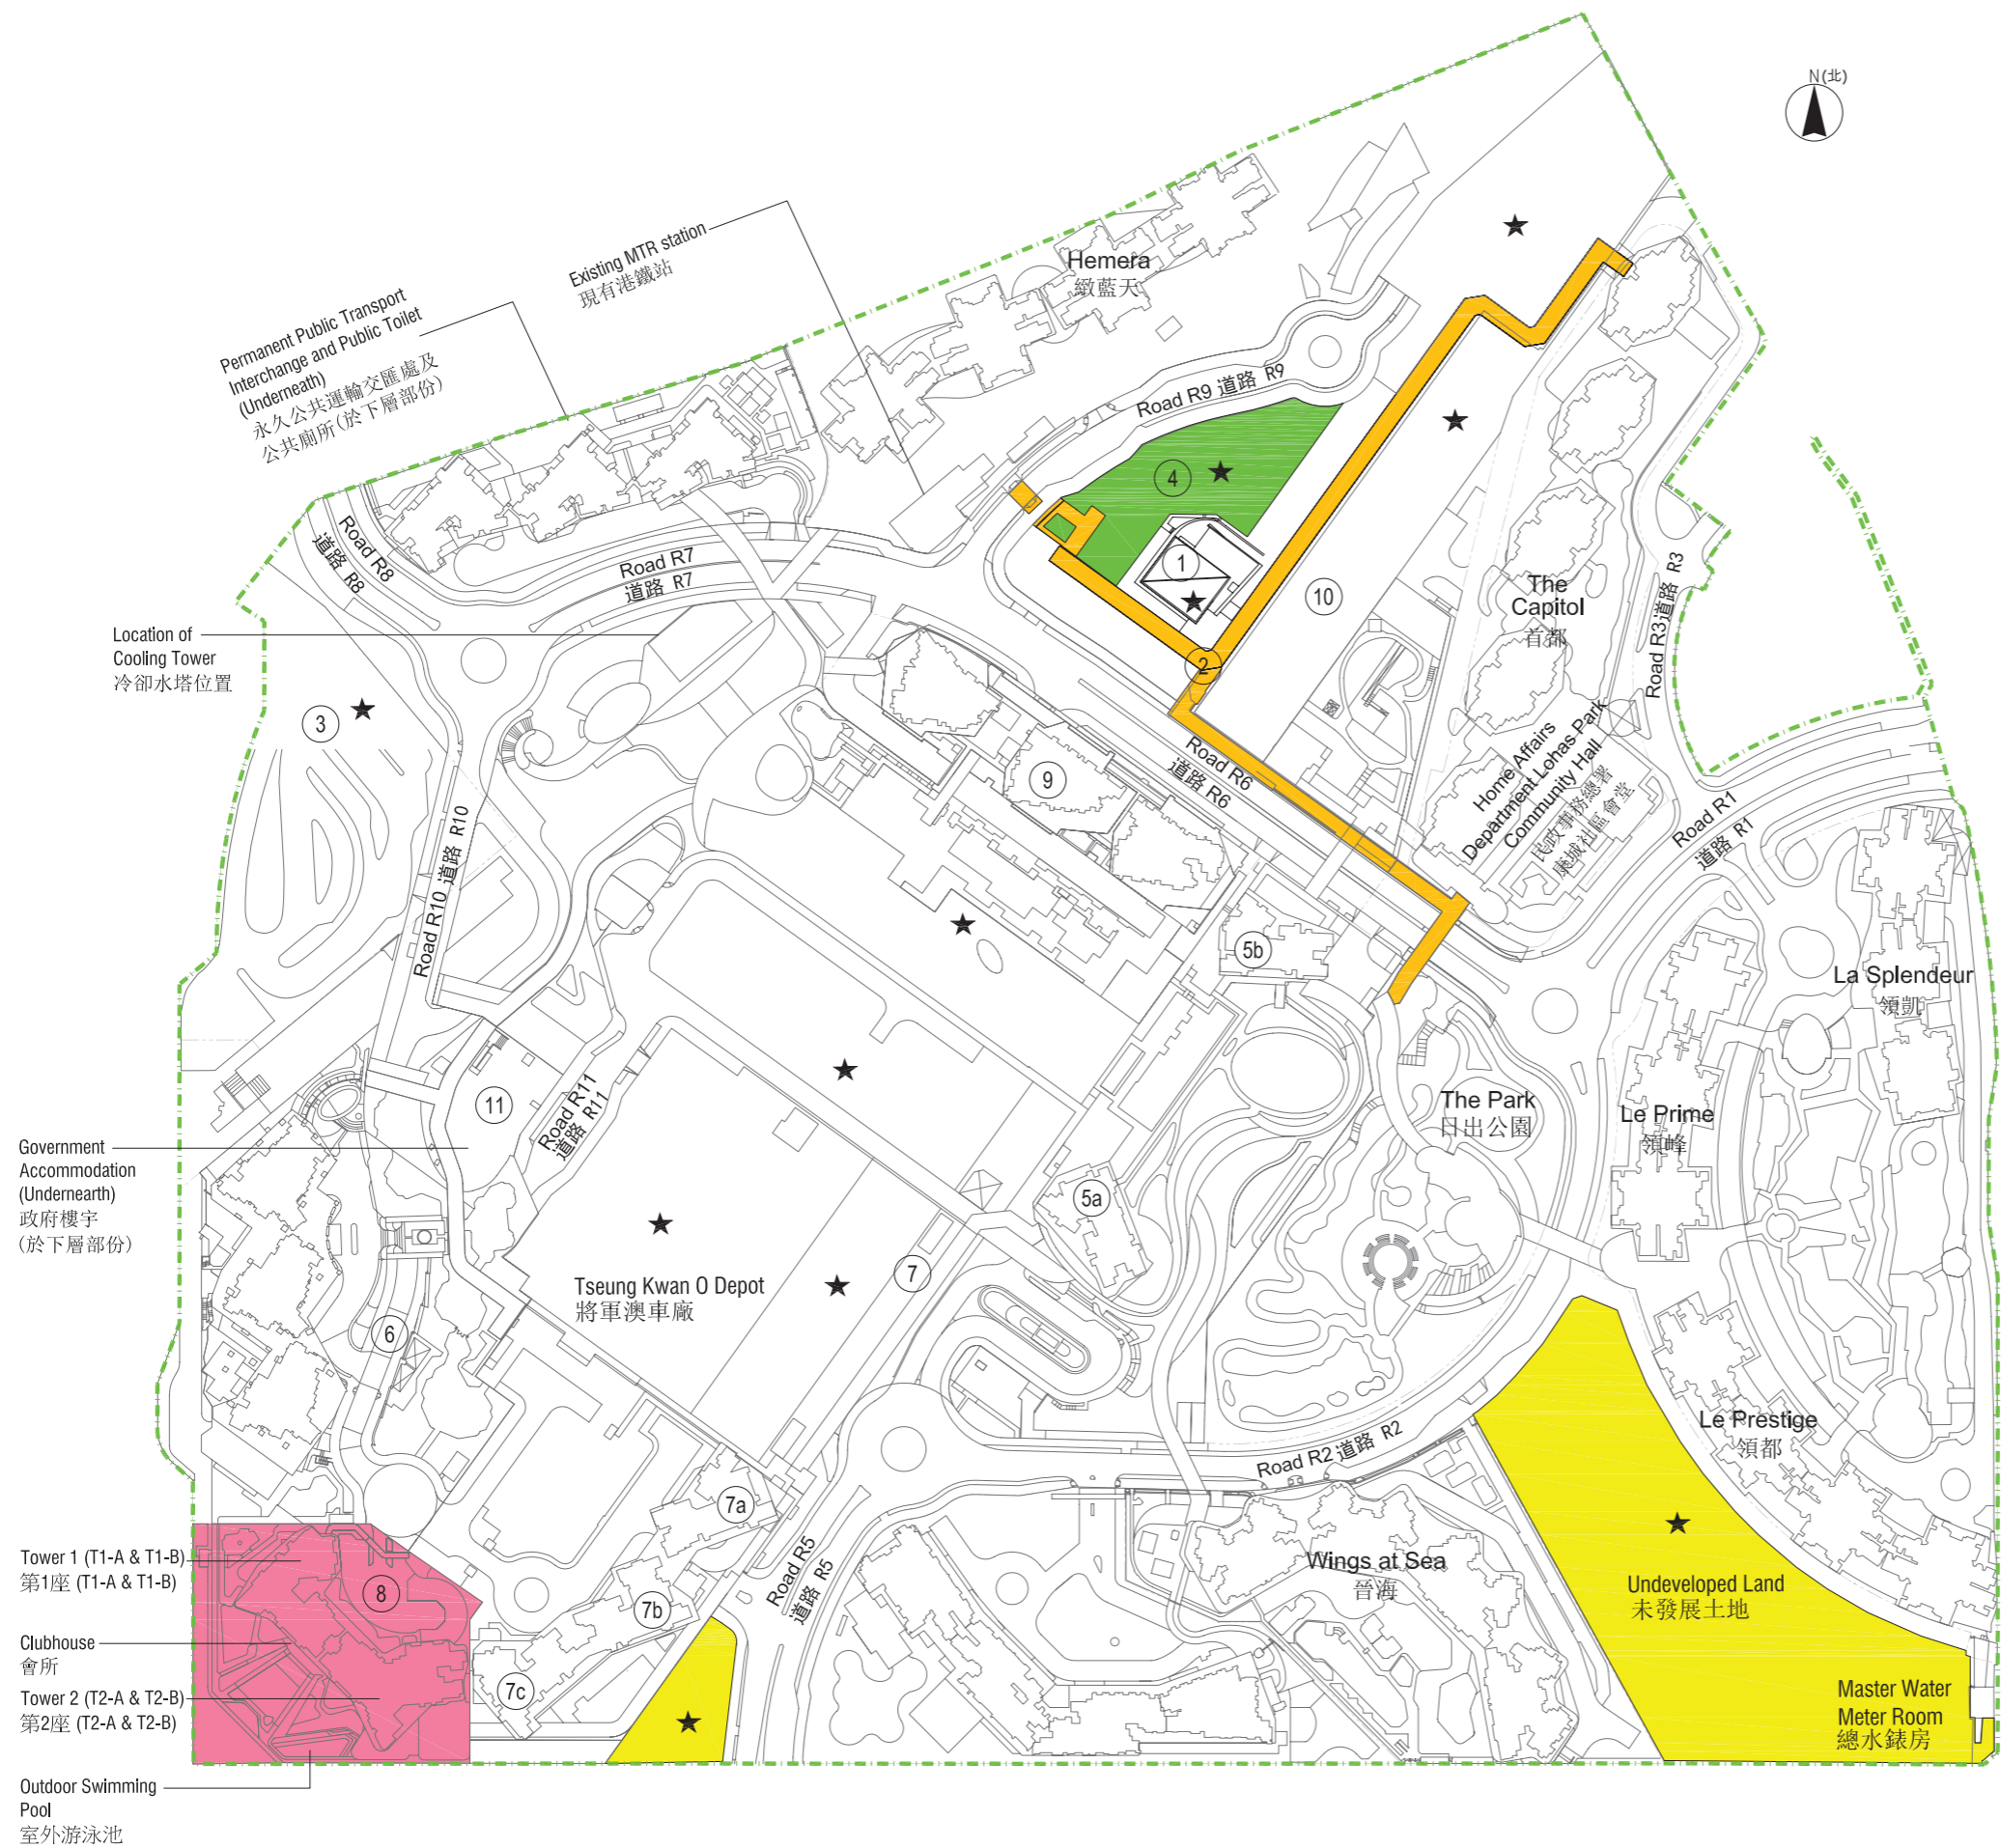 N(北)
Existing MTR station
現有港鐵站
Hemera
緻藍天
Permanent Public Transport
Interchange and Public Toilet
(Underneath)
永久公共運輸交匯處及
公共廁所(於下層部份)
Road R9 道路 R9
4
Road R8
道路 R8
Road R7
道路 R7
1
10
The
Capitol
首都
Road R3道路 R3
Location of
Cooling Tower
冷卻水塔位置
2
3
Road R6
道路 R6
Home Affairs
Department Lohas Park
Community Hall
民政事務總署
康城社區會堂
9
Road R1
道路 R1
Road R10 道路 R10
5b
La Splendeur
領凱
11
Road R11
道路 R11
The Park
日出公園
Le Prime
領峰
Government
Accommodation
(Undernearth)
政府樓宇
(於下層部份)
5a
7
Tseung Kwan O Depot
將軍澳車廠
6
Le Prestige
領都
Road R2 道路 R2
7a
Tower 1 (T1-A & T1-B)
第1座 (T1-A & T1-B)
8
Road R5
道路 R5
Wings at Sea
晉海
Undeveloped Land
未發展土地
7b
Clubhouse
會所
7c
Tower 2 (T2-A & T2-B)
第2座 (T2-A & T2-B)
Master Water
Meter Room
總水錶房
Outdoor Swimming
Pool
室外游泳池